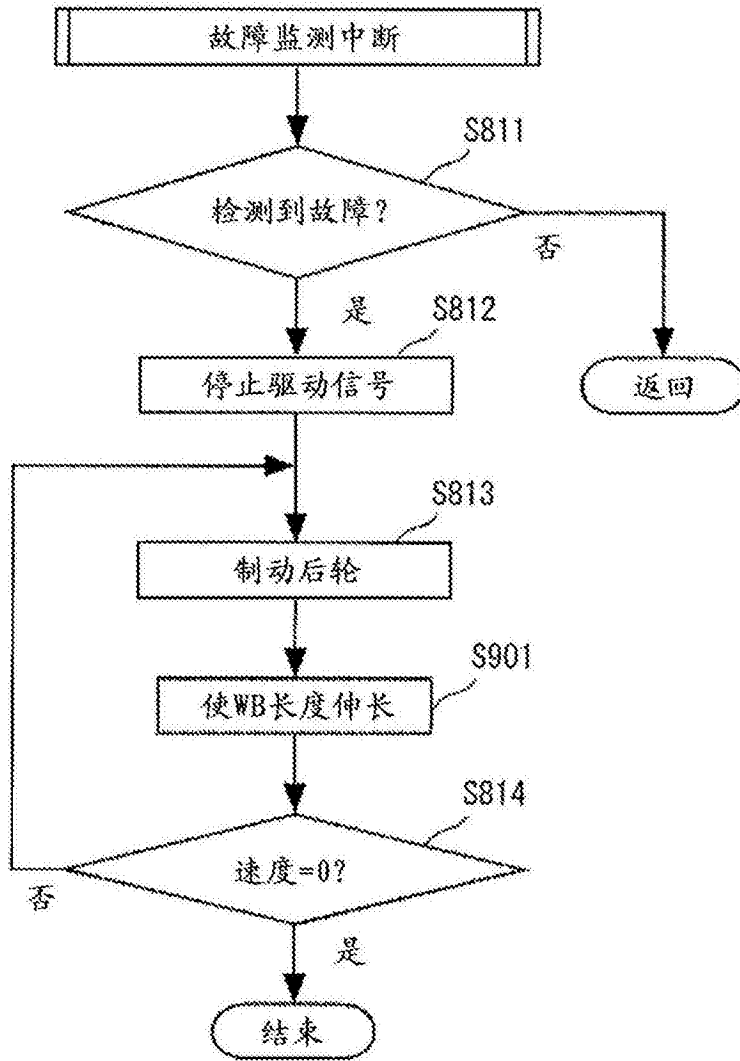 故障监测中断
S811
检测到故障?
否
是
S812
停止驱动信号
返回
S813
制动后轮
S901
使WB长度伸长
S814
速度=0?
否
是
结束